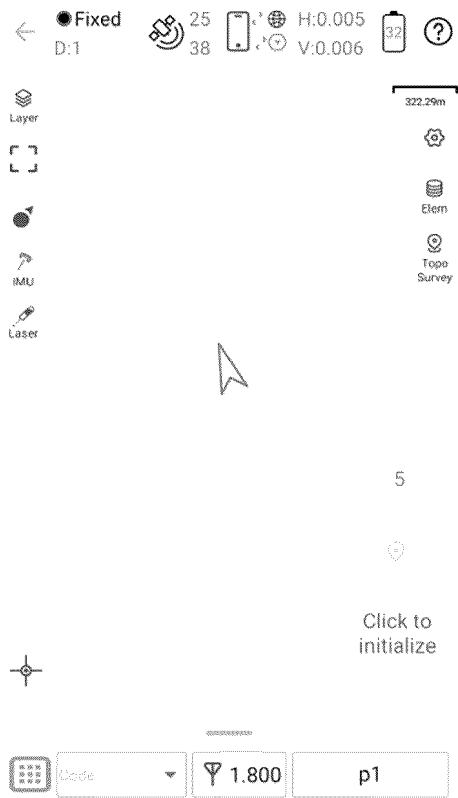 Fixed
25
H:0.005
32
?
D:1
38
V:0.006
Layer
322.29m
Elem
IMU
Topo
Survey
Laser
5
Click to
initialize
Code
1.800
p1